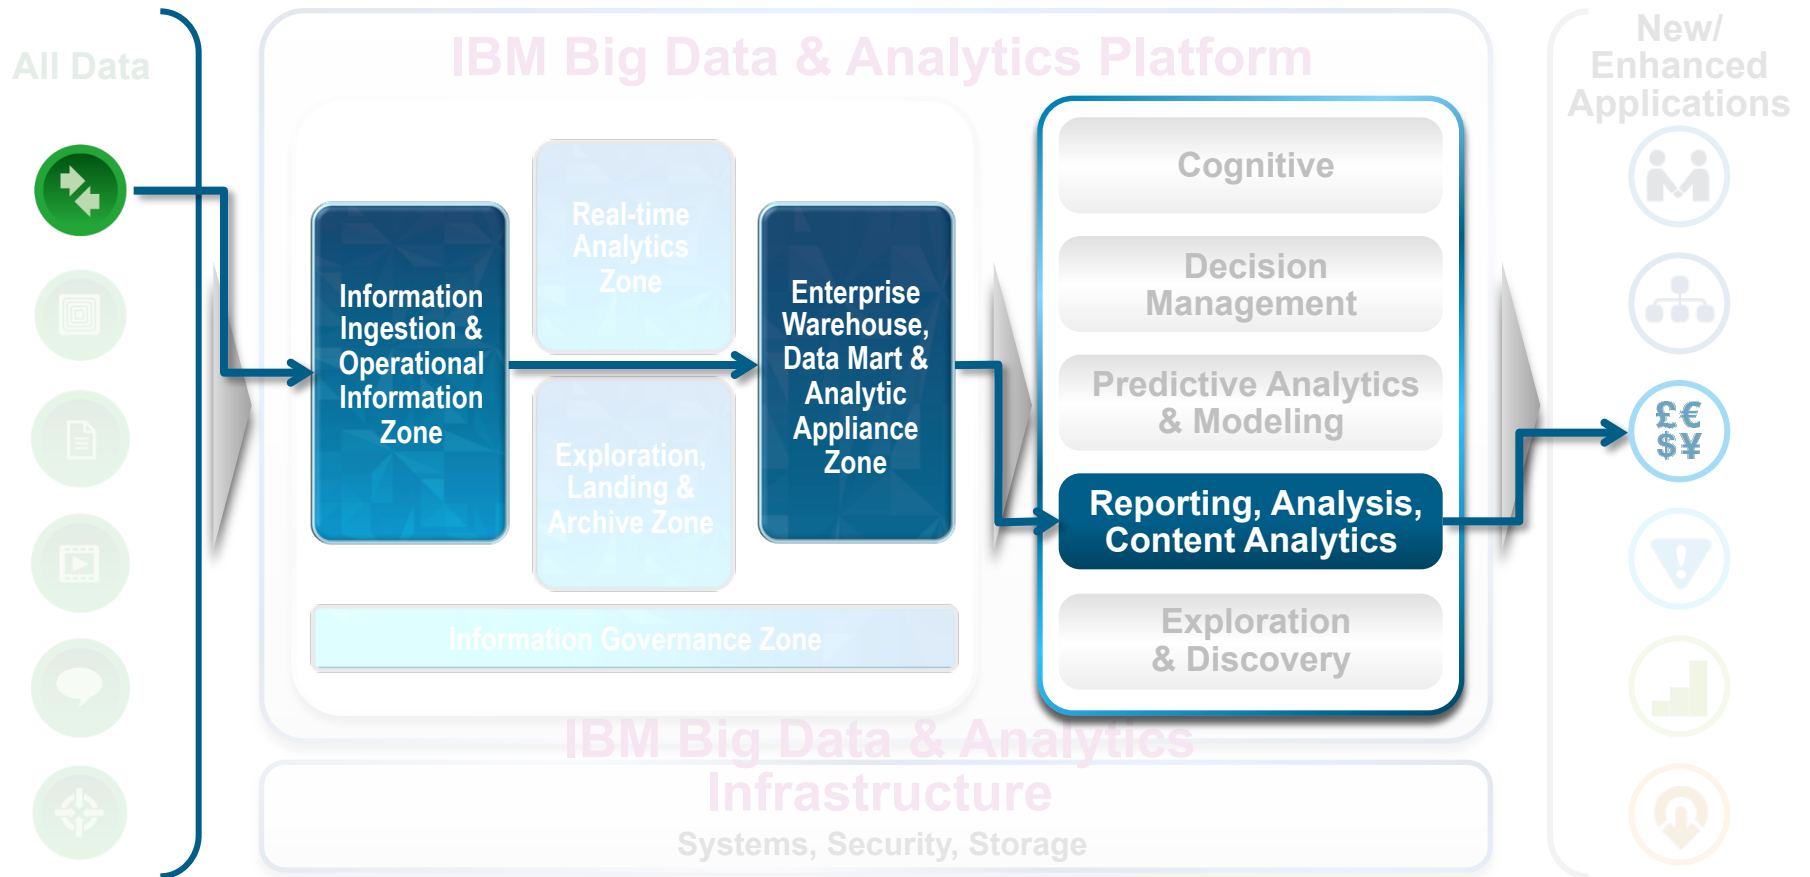 All Data
IBM Big Data & Analytics Platform
New/
Enhanced
Applications
Information
Ingestion &
Operational
Information
Zone
Real-time
Analytics
Zone
Exploration,
Landing &
Archive Zone
Enterprise
Warehouse,
Data Mart &
Analytic
Appliance
Zone
Information Governance Zone
Cognitive
Decision
Management
Predictive Analytics
& Modeling
Reporting, Analysis,
Content Analytics
Exploration
& Discovery
£€
$¥
IBM Big Data & Analytics
Infrastructure
Systems, Security, Storage